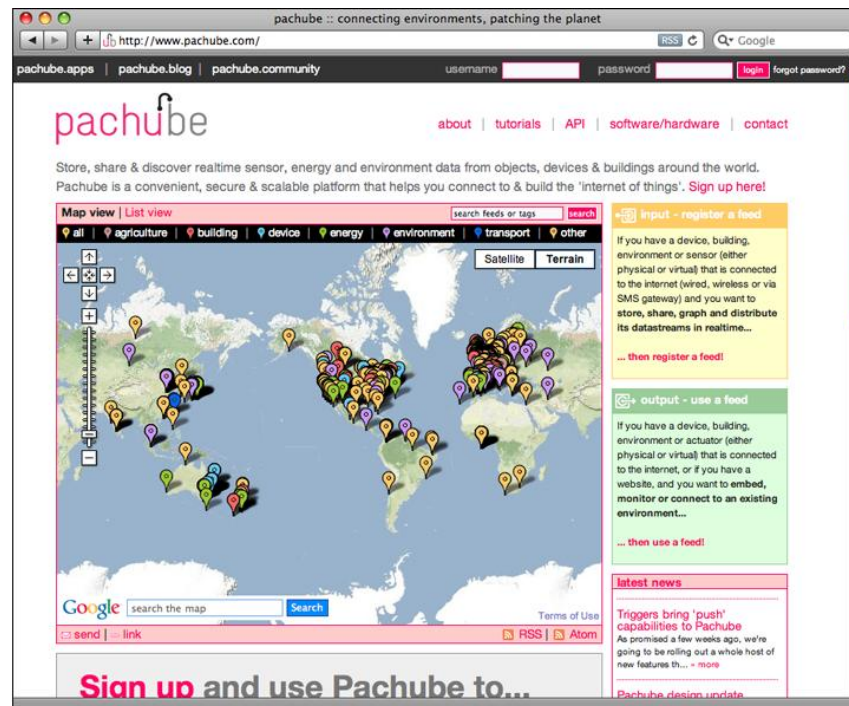 pachube :: connecting environments, patching the planet
http://www.pachube.com/
RSS
Google
pachube.apps | pachube.blog | pachube.community
username
password
login
forgot password?
pachube
about | tutorials | API | software/hardware | contact
Store, share & discover realtime sensor, energy and environment data from objects, devices & buildings around the world.
Pachube is a convenient, secure & scalable platform that helps you connect to & build the 'internet of things'. Sign up here!
Map view | List view
search feeds or tags
search
all | agriculture | building | device | energy | environment | transport | other
Satellite
Terrain
Google
search the map
Search
Terms of Use
send | link
RSS | Atom
Sign up and use Pachube to...
input - register a feed
If you have a device, building,
environment or sensor (either
physical or virtual) that is connected
to the internet (wired, wireless or via
SMS gateway) and you want to
store, share, graph and distribute
its datastreams in realtime...
... then register a feed!
output - use a feed
If you have a device, building,
environment or actuator (either
physical or virtual) that is connected
to the internet, or if you have a
website, and you want to embed,
monitor or connect to an existing
environment...
... then use a feed!
latest news
Triggers bring 'push'
capabilities to Pachube
As promised a few weeks ago, we're
going to be rolling out a whole host of
new features th... » more
Pachube design update